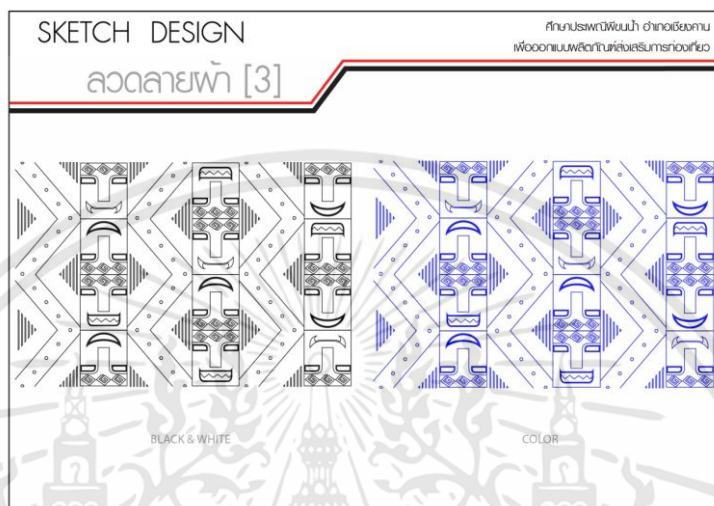 SKETCH DESIGN
ลวดลายผ้า [3]
ศึกษาประเพณีผีขนน้ำ อำเภอเชียงคาน
เพื่อออกแบบผลิตภัณฑ์ส่งเสริมการท่องเที่ยว
BLACK & WHITE
COLOR